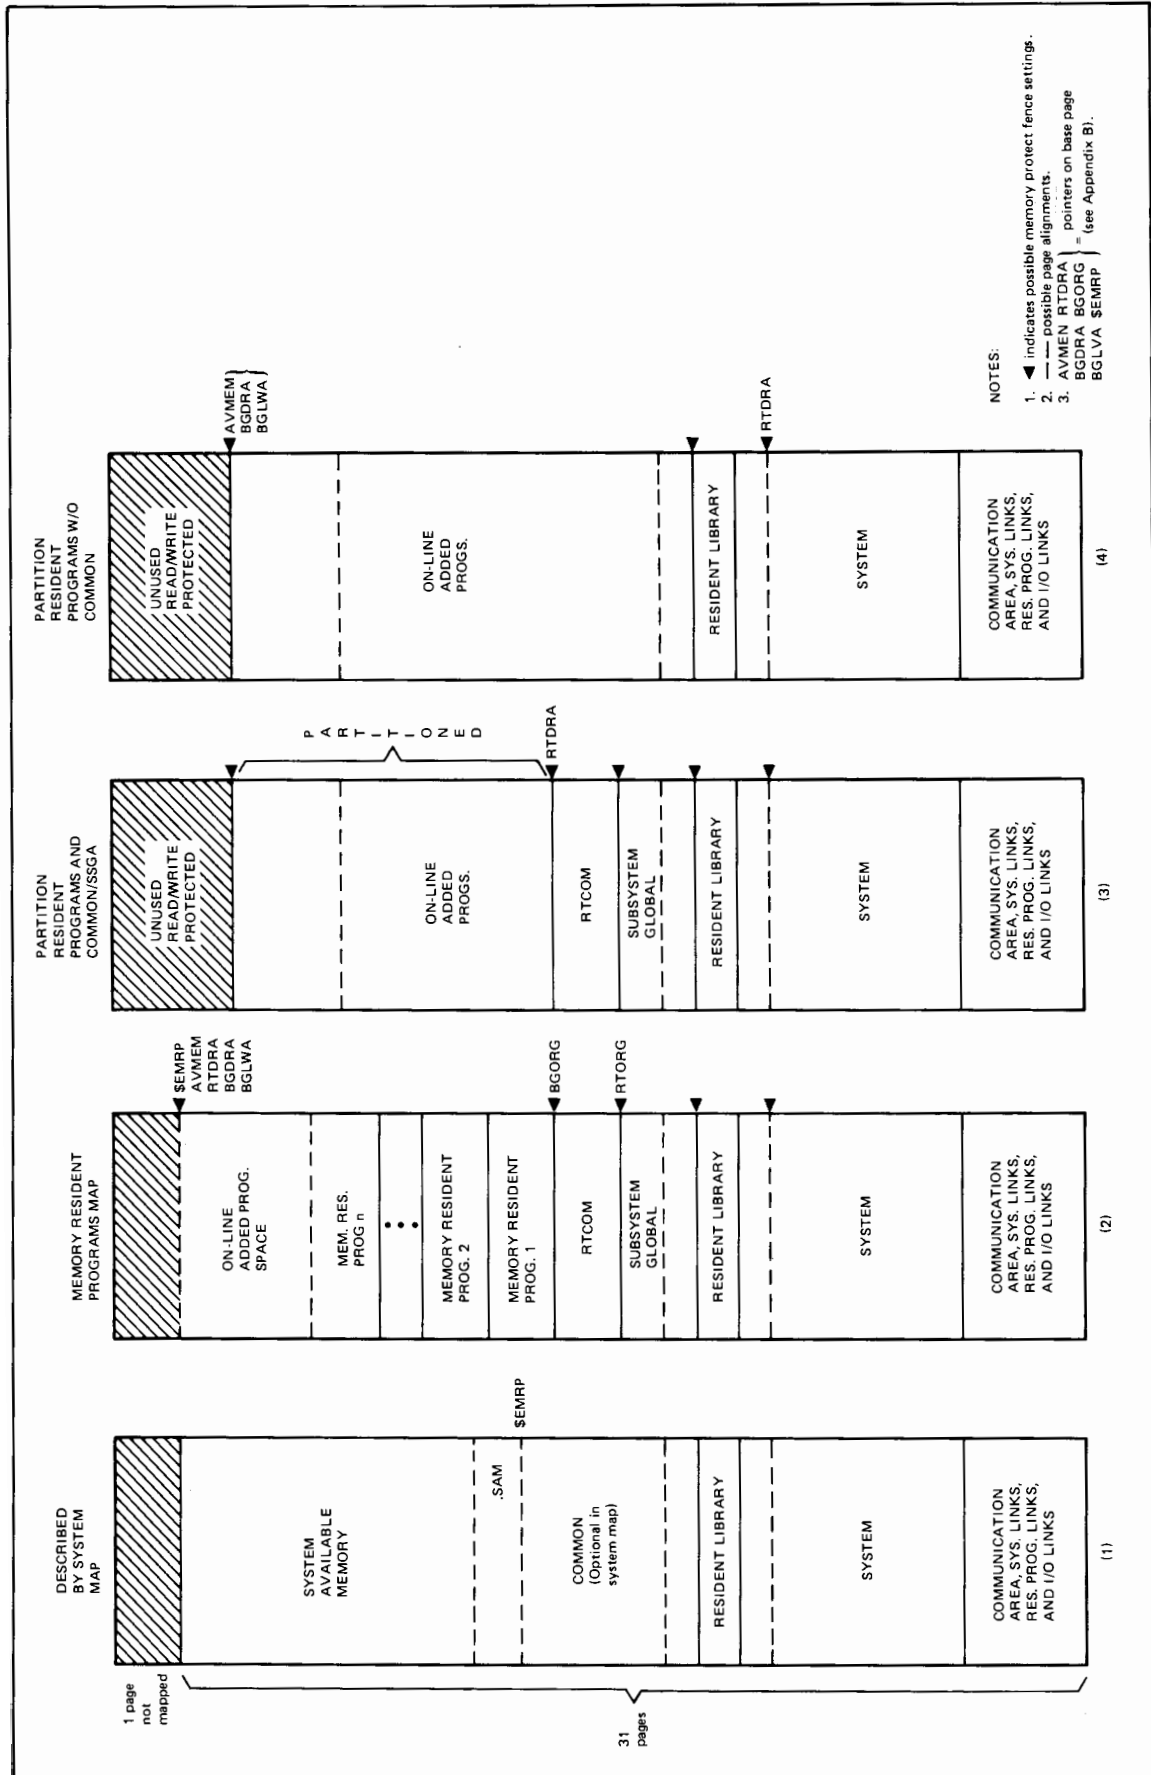 DESCRIBED
BY SYSTEM
MAP
1 page
not
mapped
31
pages
SYSTEM
AVAILABLE
MEMORY
.SAM
$EMRP
COMMON
(Optional in
system map)
RESIDENT LIBRARY
SYSTEM
COMMUNICATION
AREA, SYS. LINKS,
RES. PROG. LINKS,
AND I/O LINKS
(1)
MEMORY RESIDENT
PROGRAMS MAP
$EMRP
AVMEM
RTDRA
BGDRA
BGLWA
ON-LINE
ADDED PROG.
SPACE
MEM. RES.
PROG n
MEMORY RESIDENT
PROG. 2
MEMORY RESIDENT
PROG. 1
BGORG
RTCOM
RTORG
SUBSYSTEM
GLOBAL
RESIDENT LIBRARY
SYSTEM
COMMUNICATION
AREA, SYS. LINKS,
RES. PROG. LINKS,
AND I/O LINKS
(2)
PARTITION
RESIDENT
PROGRAMS AND
COMMON/SSGA
UNUSED
READ/WRITE
PROTECTED
PARTITIONED
ON-LINE
ADDED
PROGS.
RTDRA
RTCOM
SUBSYSTEM
GLOBAL
RESIDENT LIBRARY
SYSTEM
COMMUNICATION
AREA, SYS. LINKS,
RES. PROG. LINKS,
AND I/O LINKS
(3)
PARTITION
RESIDENT
PROGRAMS W/O
COMMON
UNUSED
READ/WRITE
PROTECTED
AVMEM
BGDRA
BGLWA
ON-LINE
ADDED
PROGS.
RESIDENT LIBRARY
RTDRA
SYSTEM
COMMUNICATION
AREA, SYS. LINKS,
RES. PROG. LINKS,
AND I/O LINKS
(4)
NOTES:
1. ◄ indicates possible memory protect fence settings.
2. — — possible page alignments.
3. AVMEN RTDRA } pointers on base page
BGDRA BGORG } = (see Appendix B).
BGLVA $EMRP }